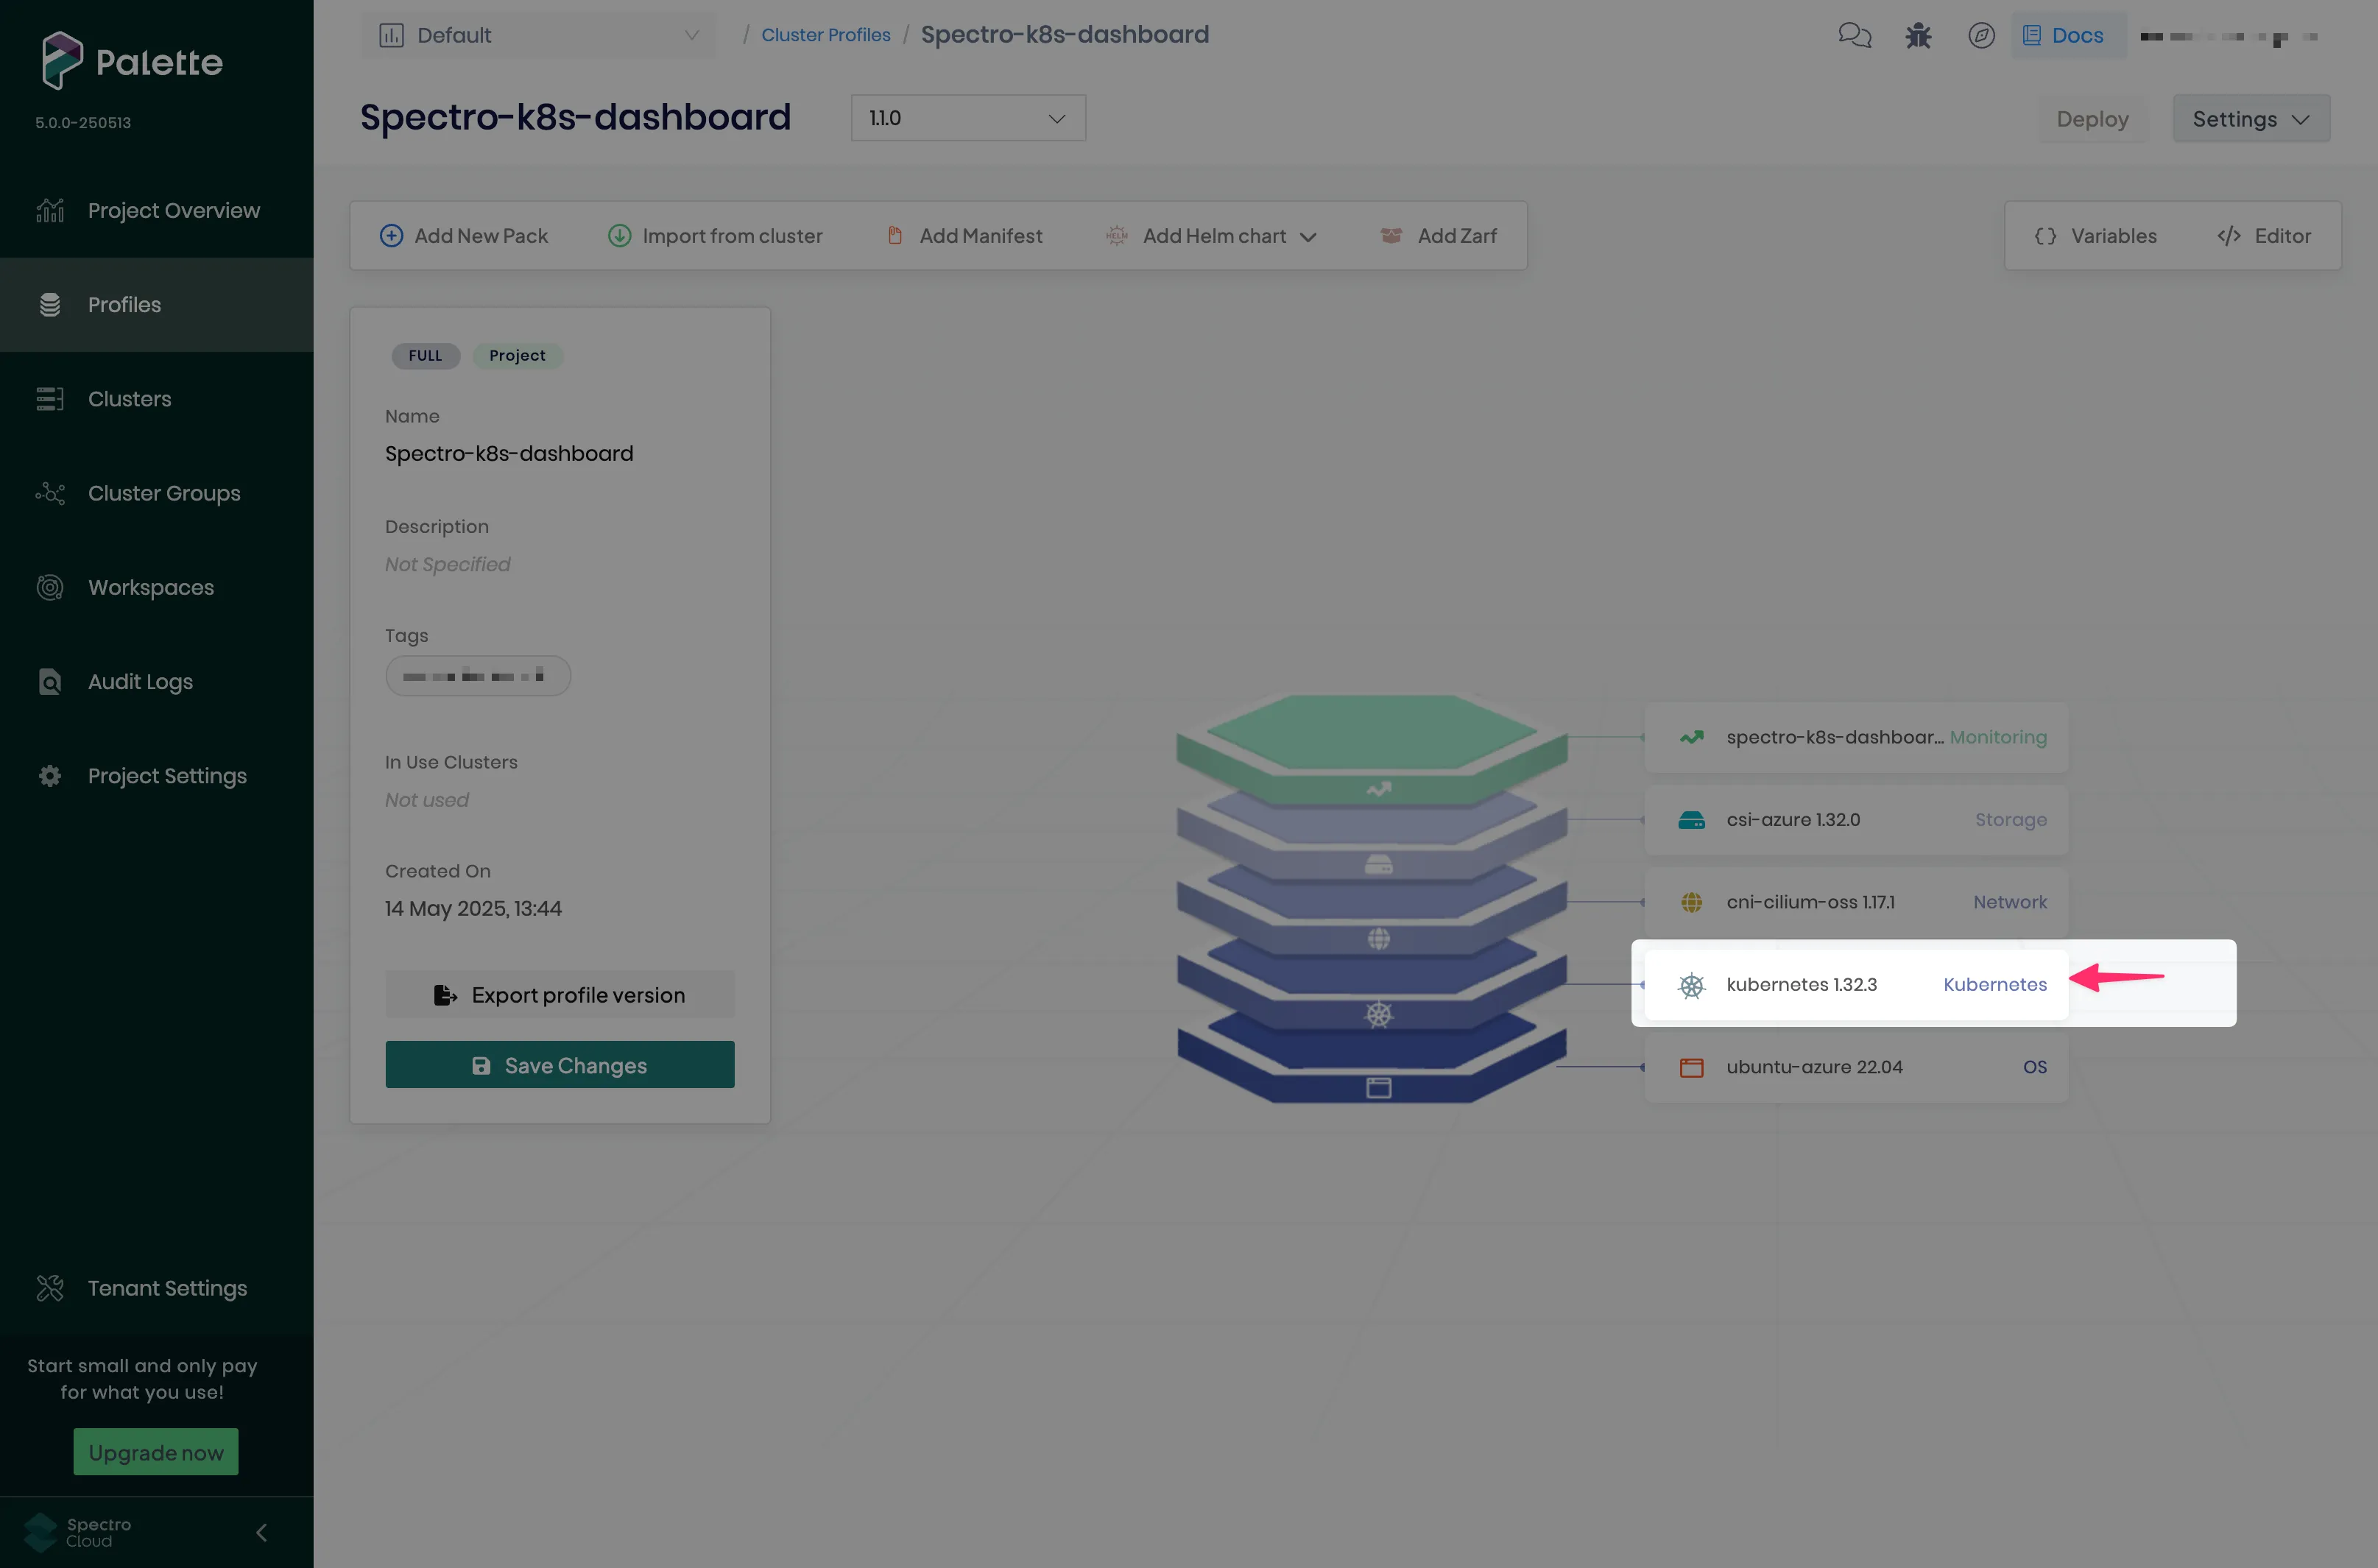 Palette
5.0.0-250513
Project Overview
Profiles
Clusters
Cluster Groups
Workspaces
Audit Logs
Project Settings
Tenant Settings
Start small and only pay
for what you use!
Upgrade now
Spectro
Cloud
Default
/ Cluster Profiles / Spectro-k8s-dashboard
Docs
Spectro-k8s-dashboard
1.1.0
Deploy
Settings
Add New Pack
Import from cluster
Add Manifest
HELM
Add Helm chart
Add Zarf
Variables
Editor
FULL
Project
Name
Spectro-k8s-dashboard
Description
Not Specified
Tags
In Use Clusters
Not used
Created On
14 May 2025, 13:44
Export profile version
Save Changes
spectro-k8s-dashboar... Monitoring
csi-azure 1.32.0 Storage
cni-cilium-oss 1.17.1 Network
kubernetes 1.32.3 Kubernetes
ubuntu-azure 22.04 OS